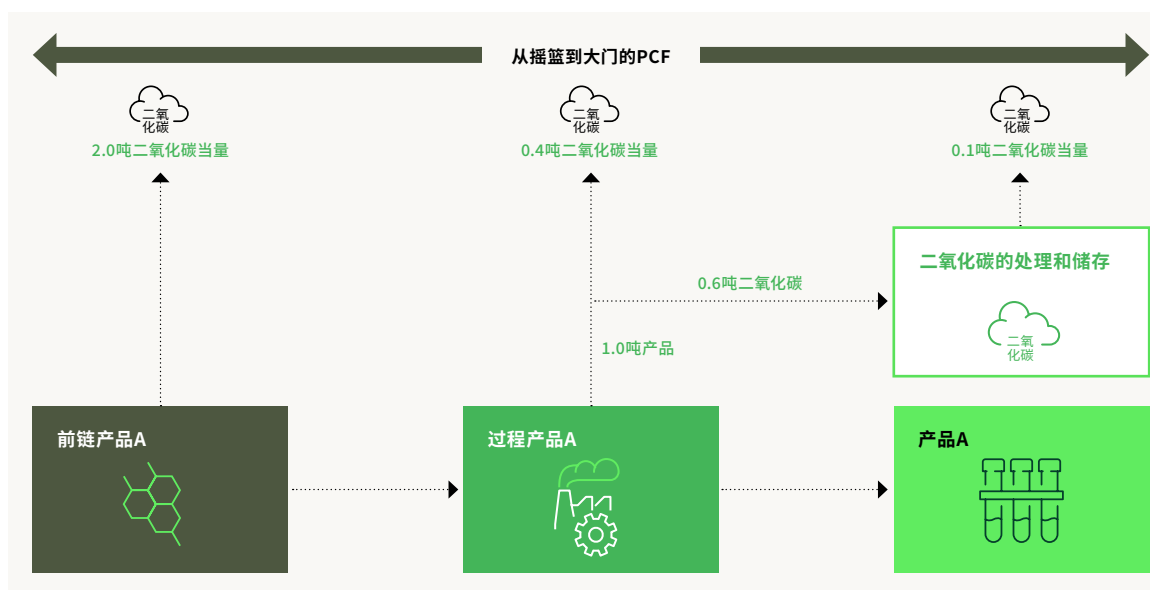 从摇篮到大门的PCF
二氧
化碳
二氧
化碳
二氧
化碳
2.0吨二氧化碳当量
0.4吨二氧化碳当量
0.1吨二氧化碳当量
二氧化碳的处理和储存
0.6吨二氧化碳
二氧
化碳
1.0吨产品
前链产品A
过程产品A
产品A